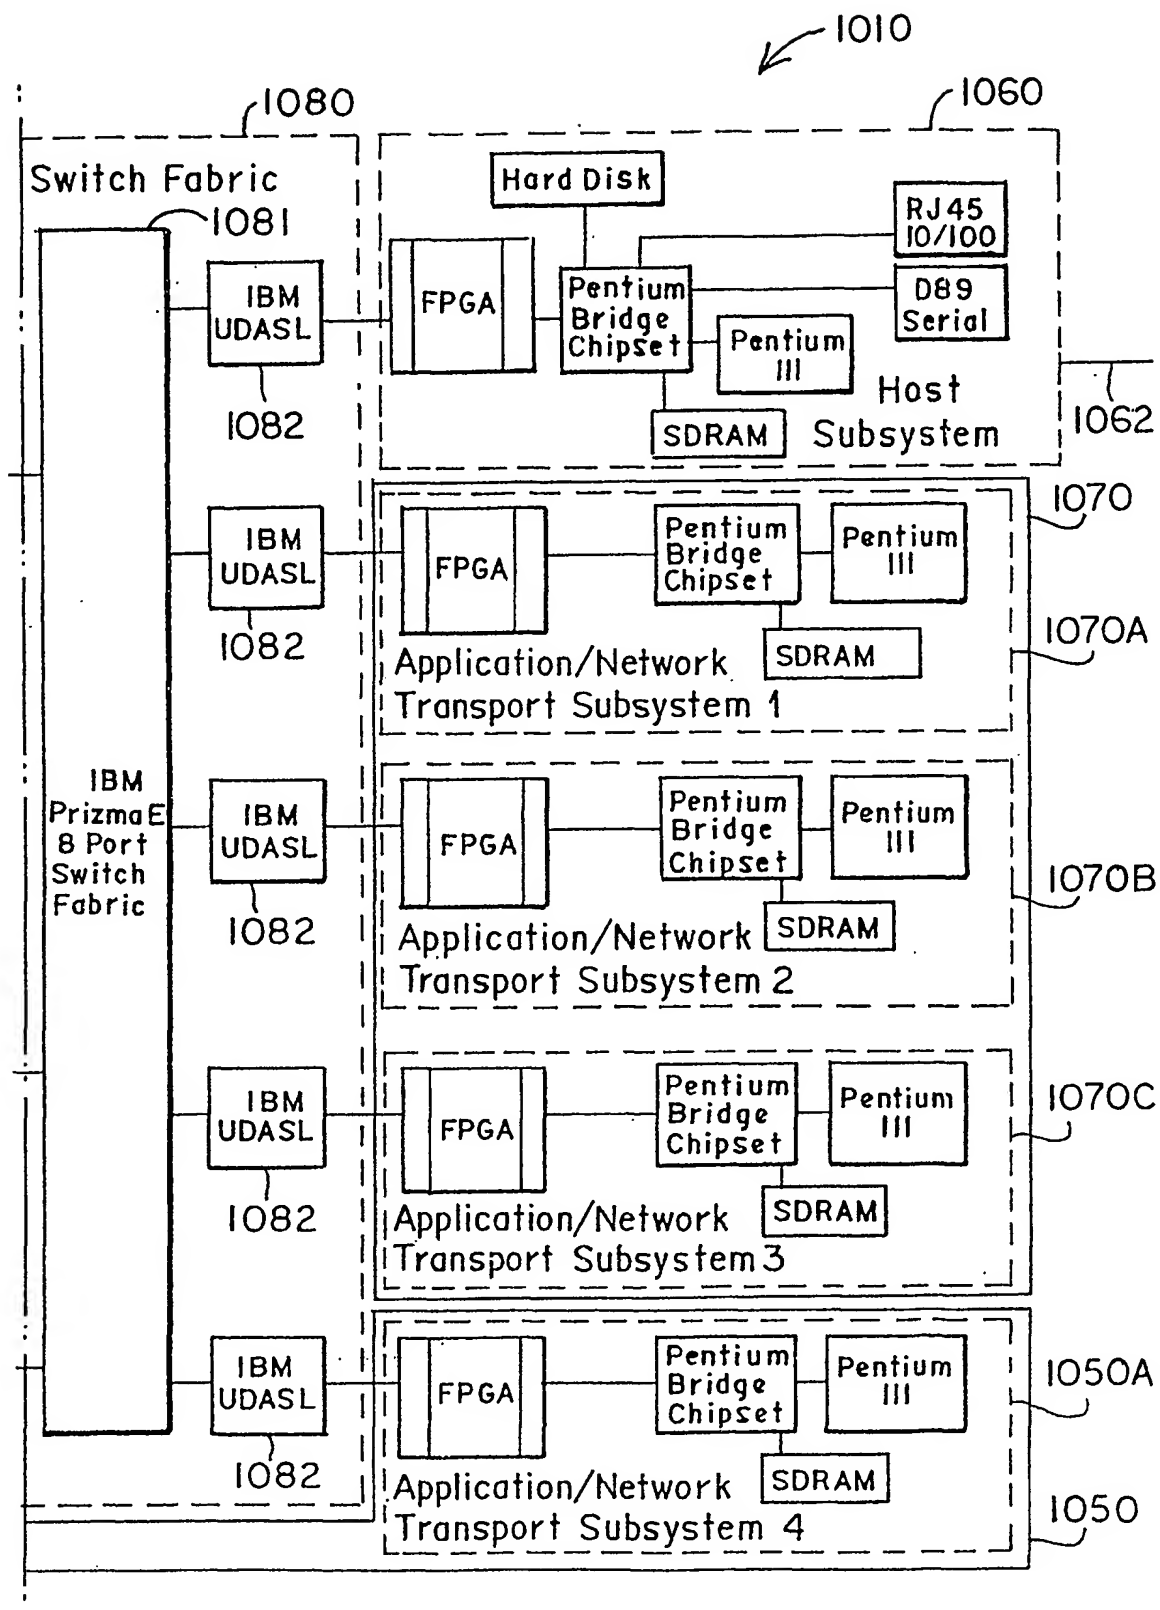 1010
1080
1060
Switch Fabric
1081
Hard Disk
RJ45
10/100
IBM
UDASL
FPGA
Pentium
Bridge
Chipset
D89
Serial
Pentium
III
1082
SDRAM
Host
Subsystem
1062
1070
IBM
UDASL
FPGA
Pentium
Bridge
Chipset
Pentium
III
1082
SDRAM
1070A
Application/Network
Transport Subsystem 1
IBM
Prizma E
8 Port
Switch
Fabric
IBM
UDASL
FPGA
Pentium
Bridge
Chipset
Pentium
III
1070B
1082
SDRAM
Application/Network
Transport Subsystem 2
IBM
UDASL
FPGA
Pentium
Bridge
Chipset
Pentium
III
1070C
1082
SDRAM
Application/Network
Transport Subsystem 3
IBM
UDASL
FPGA
Pentium
Bridge
Chipset
Pentium
III
1050A
1082
SDRAM
Application/Network
Transport Subsystem 4
1050